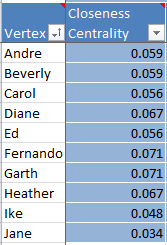 Closeness
Vertex Centrality
Andre 0.059
Beverly 0.059
Carol 0.056
Diane 0.067
Ed 0.056
Fernando 0.071
Garth 0.071
Heather 0.067
Ike 0.048
Jane 0.034